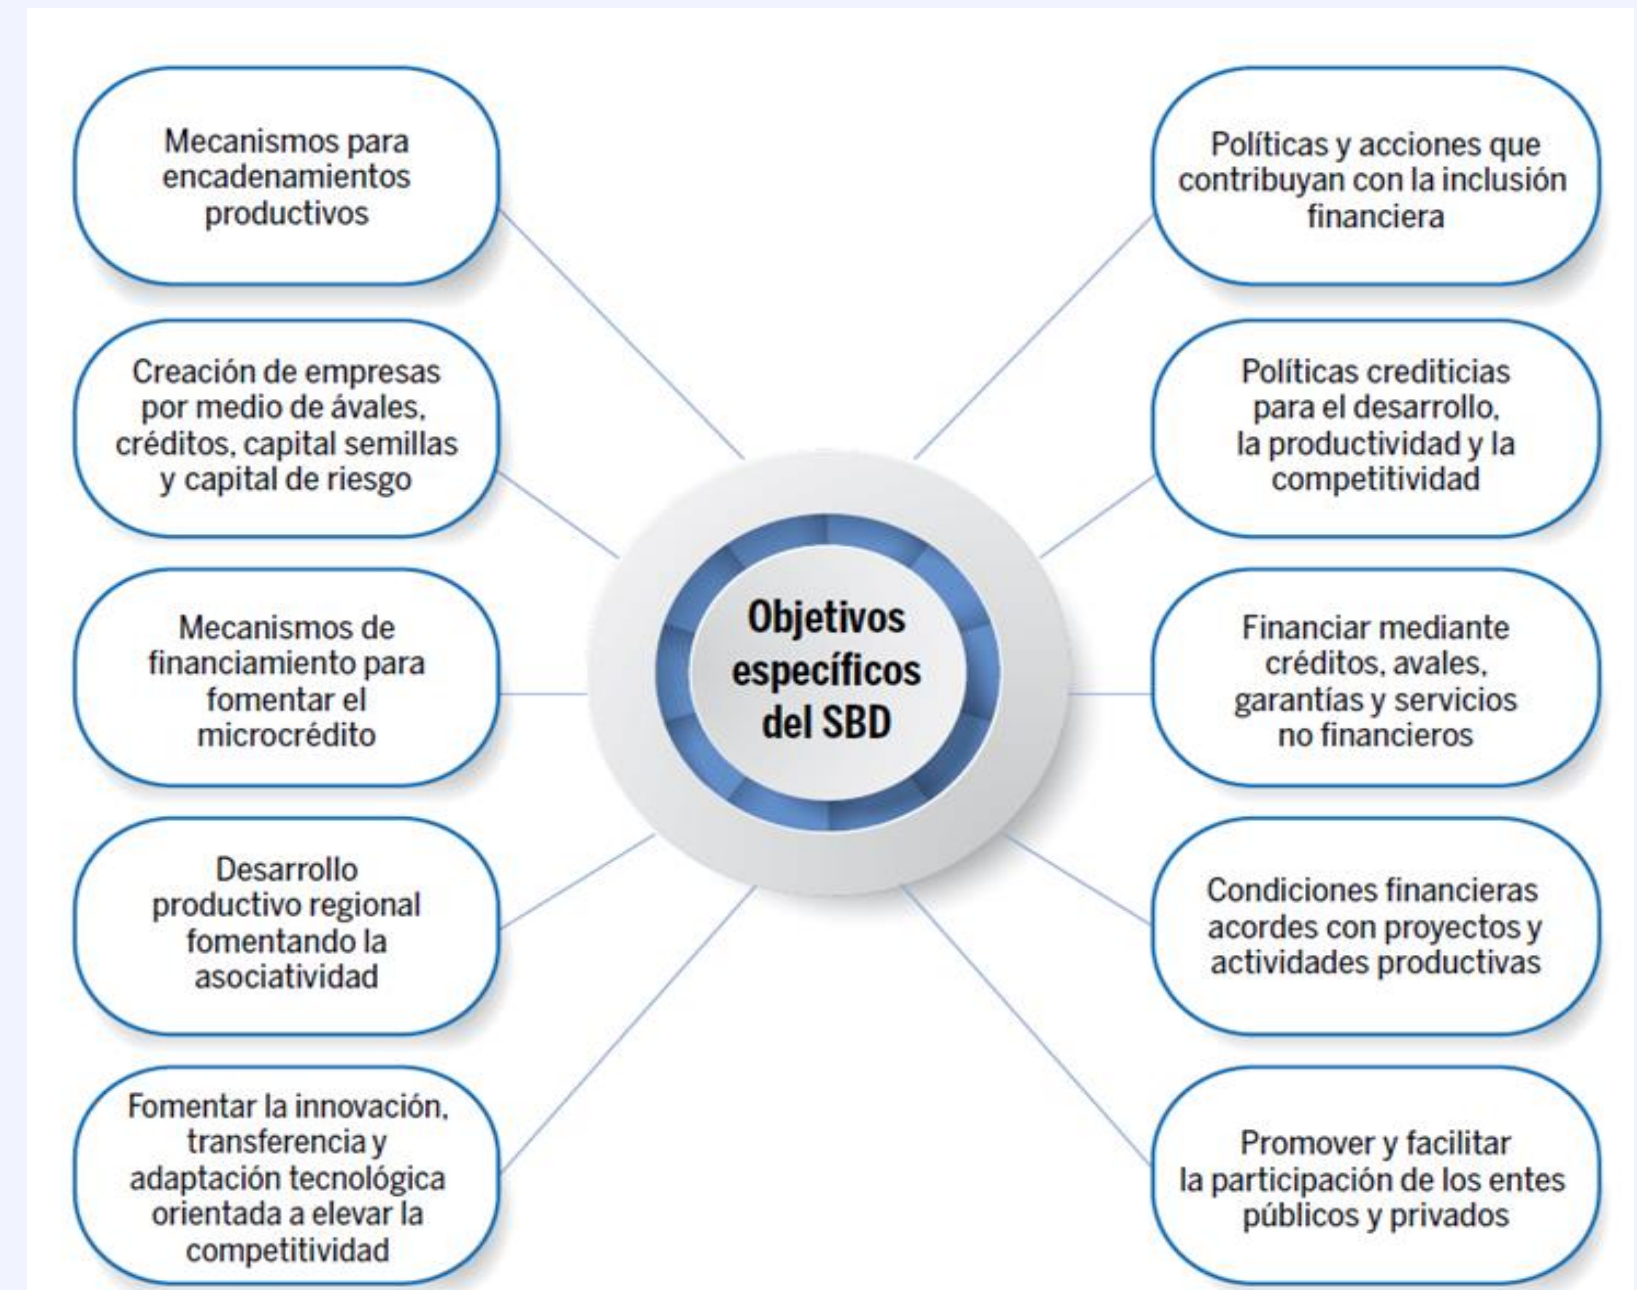 Mecanismos para
encadenamientos
productivos
Creación de empresas
por medio de ávales,
créditos, capital semillas
y capital de riesgo
Mecanismos de
financiamiento para
fomentar el
microcrédito
Desarrollo
productivo regional
fomentando la
asociatividad
Fomentar la innovación,
transferencia y
adaptación tecnológica
orientada a elevar la
competitividad
Objetivos
específicos
del SBD
Políticas y acciones que
contribuyan con la inclusión
financiera
Políticas crediticias
para el desarrollo,
la productividad y la
competitividad
Financiar mediante
créditos, avales,
garantías y servicios
no financieros
Condiciones financieras
acordes con proyectos y
actividades productivas
Promover y facilitar
la participación de los entes
públicos y privados